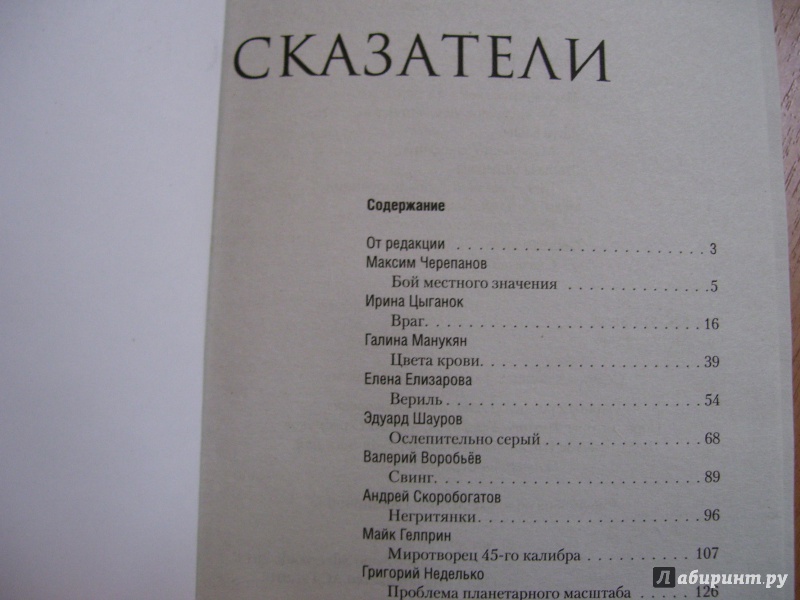 СКАЗАТЕЛИ
Содержание
От редакции . . . . . . . . . . . . . . . . . . . . . . . 3
Максим Черепанов
Бой местного значения . . . . . . . . . . . . . 5
Ирина Цыганок
Враг. . . . . . . . . . . . . . . . . . . . . . . . . . 16
Галина Манукян
Цвета крови. . . . . . . . . . . . . . . . . . . . 39
Елена Елизарова
Вериль . . . . . . . . . . . . . . . . . . . . . . . 54
Эдуард Шауров
Ослепительно серый . . . . . . . . . . . . . . 68
Валерий Воробьёв
Свинг. . . . . . . . . . . . . . . . . . . . . . . . . 89
Андрей Скоробогатов
Негритянки. . . . . . . . . . . . . . . . . . . . 96
Майк Гелприн
Миротворец 45-го калибра . . . . . . . . . . 107
Григорий Неделько
Проблема планетарного масштаба . . . . . 126
Лабиринт.ру